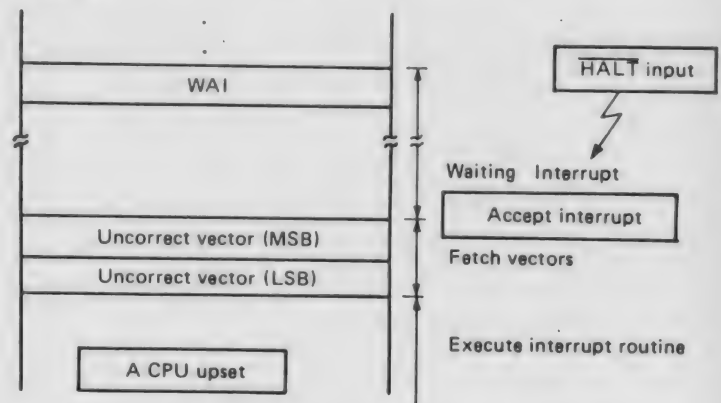 WAI
HALT input
Waiting Interrupt
Accept interrupt
Uncorrect vector (MSB)
Fetch vectors
Uncorrect vector (LSB)
Execute interrupt routine
A CPU upset